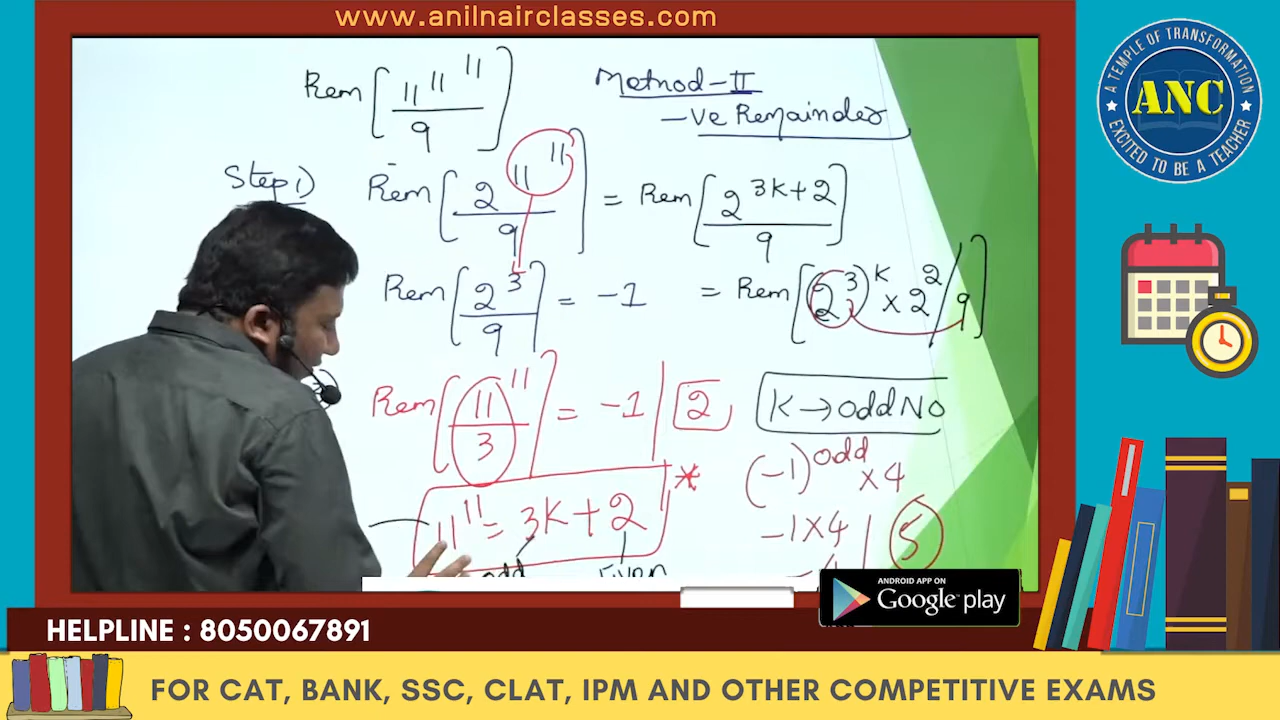 www.anilnairclasses.com
A TEMPLE OF TRANSFORMATION
ANC
EXCITED TO BE A TEACHER
Rem[11^11^11/9]
Method-II
-ve Remainder
Step 1)
Rem[2^11^11/9] = Rem[2^(3K+2)/9]
Rem[2^3/9] = -1
= Rem[(2^3)^K × 2^2/9]
Rem[11^11/3] = -1 | 2
K → odd No
(-1)^odd × 4
11^11 = 3K + 2 *
-1 × 4 | 5
-4
odd
Even
ANDROID APP ON
Google play
HELPLINE : 8050067891
FOR CAT, BANK, SSC, CLAT, IPM AND OTHER COMPETITIVE EXAMS